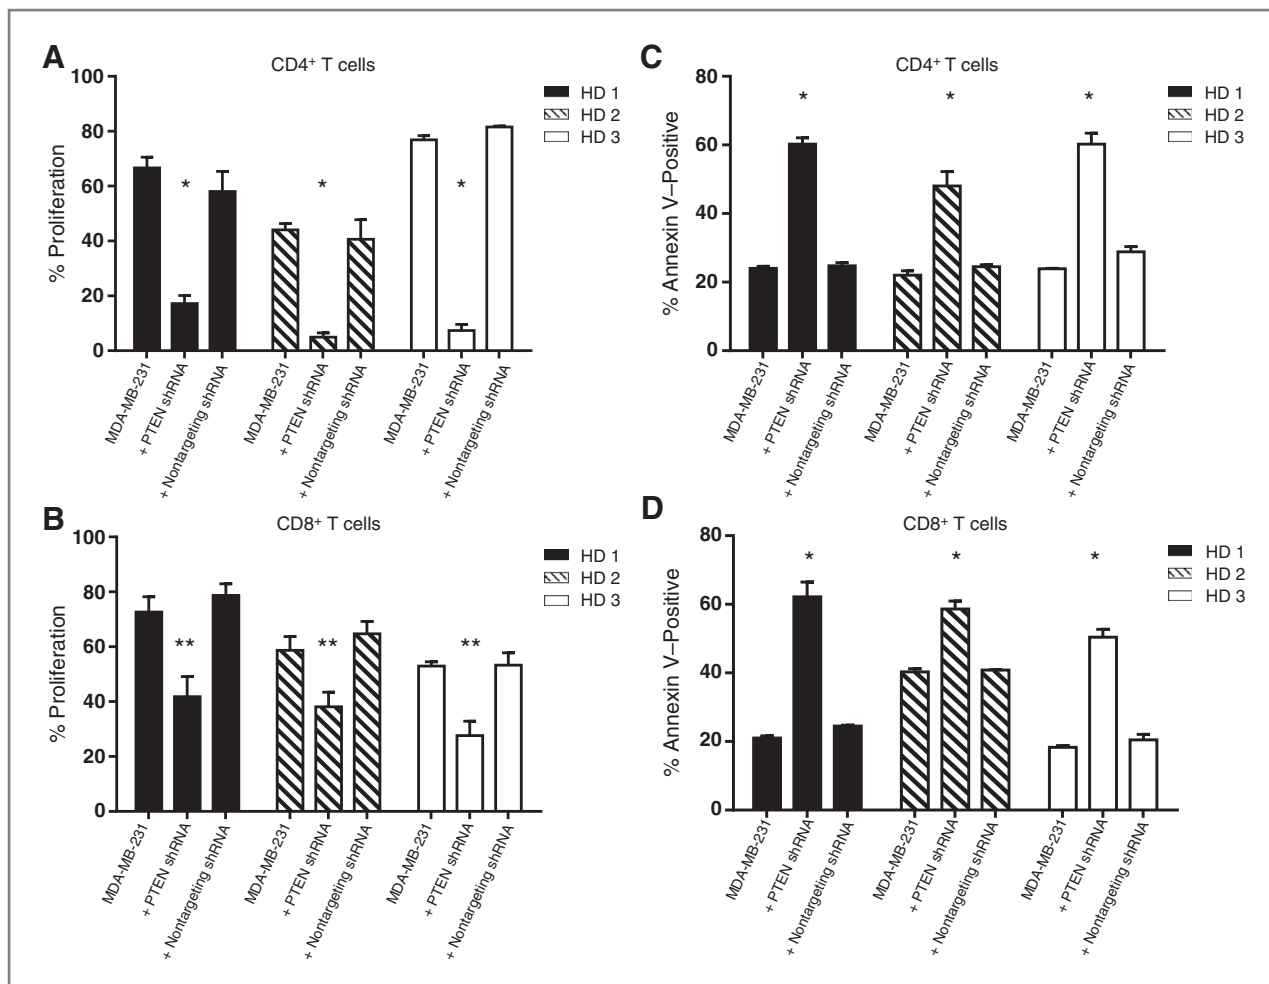 A
CD4+ T cells
100
80
60
40
20
0
% Proliferation
HD 1
HD 2
HD 3
*
*
*
MDA-MB-231
+ PTEN shRNA
+ Nontargeting shRNA
MDA-MB-231
+ PTEN shRNA
+ Nontargeting shRNA
MDA-MB-231
+ PTEN shRNA
+ Nontargeting shRNA
C
CD4+ T cells
80
60
40
20
0
% Annexin V–Positive
HD 1
HD 2
HD 3
*
*
*
MDA-MB-231
+ PTEN shRNA
+ Nontargeting shRNA
MDA-MB-231
+ PTEN shRNA
+ Nontargeting shRNA
MDA-MB-231
+ PTEN shRNA
+ Nontargeting shRNA
B
CD8+ T cells
100
80
60
40
20
0
% Proliferation
HD 1
HD 2
HD 3
**
**
**
MDA-MB-231
+ PTEN shRNA
+ Nontargeting shRNA
MDA-MB-231
+ PTEN shRNA
+ Nontargeting shRNA
MDA-MB-231
+ PTEN shRNA
+ Nontargeting shRNA
D
CD8+ T cells
80
60
40
20
0
% Annexin V–Positive
HD 1
HD 2
HD 3
*
*
*
MDA-MB-231
+ PTEN shRNA
+ Nontargeting shRNA
MDA-MB-231
+ PTEN shRNA
+ Nontargeting shRNA
MDA-MB-231
+ PTEN shRNA
+ Nontargeting shRNA